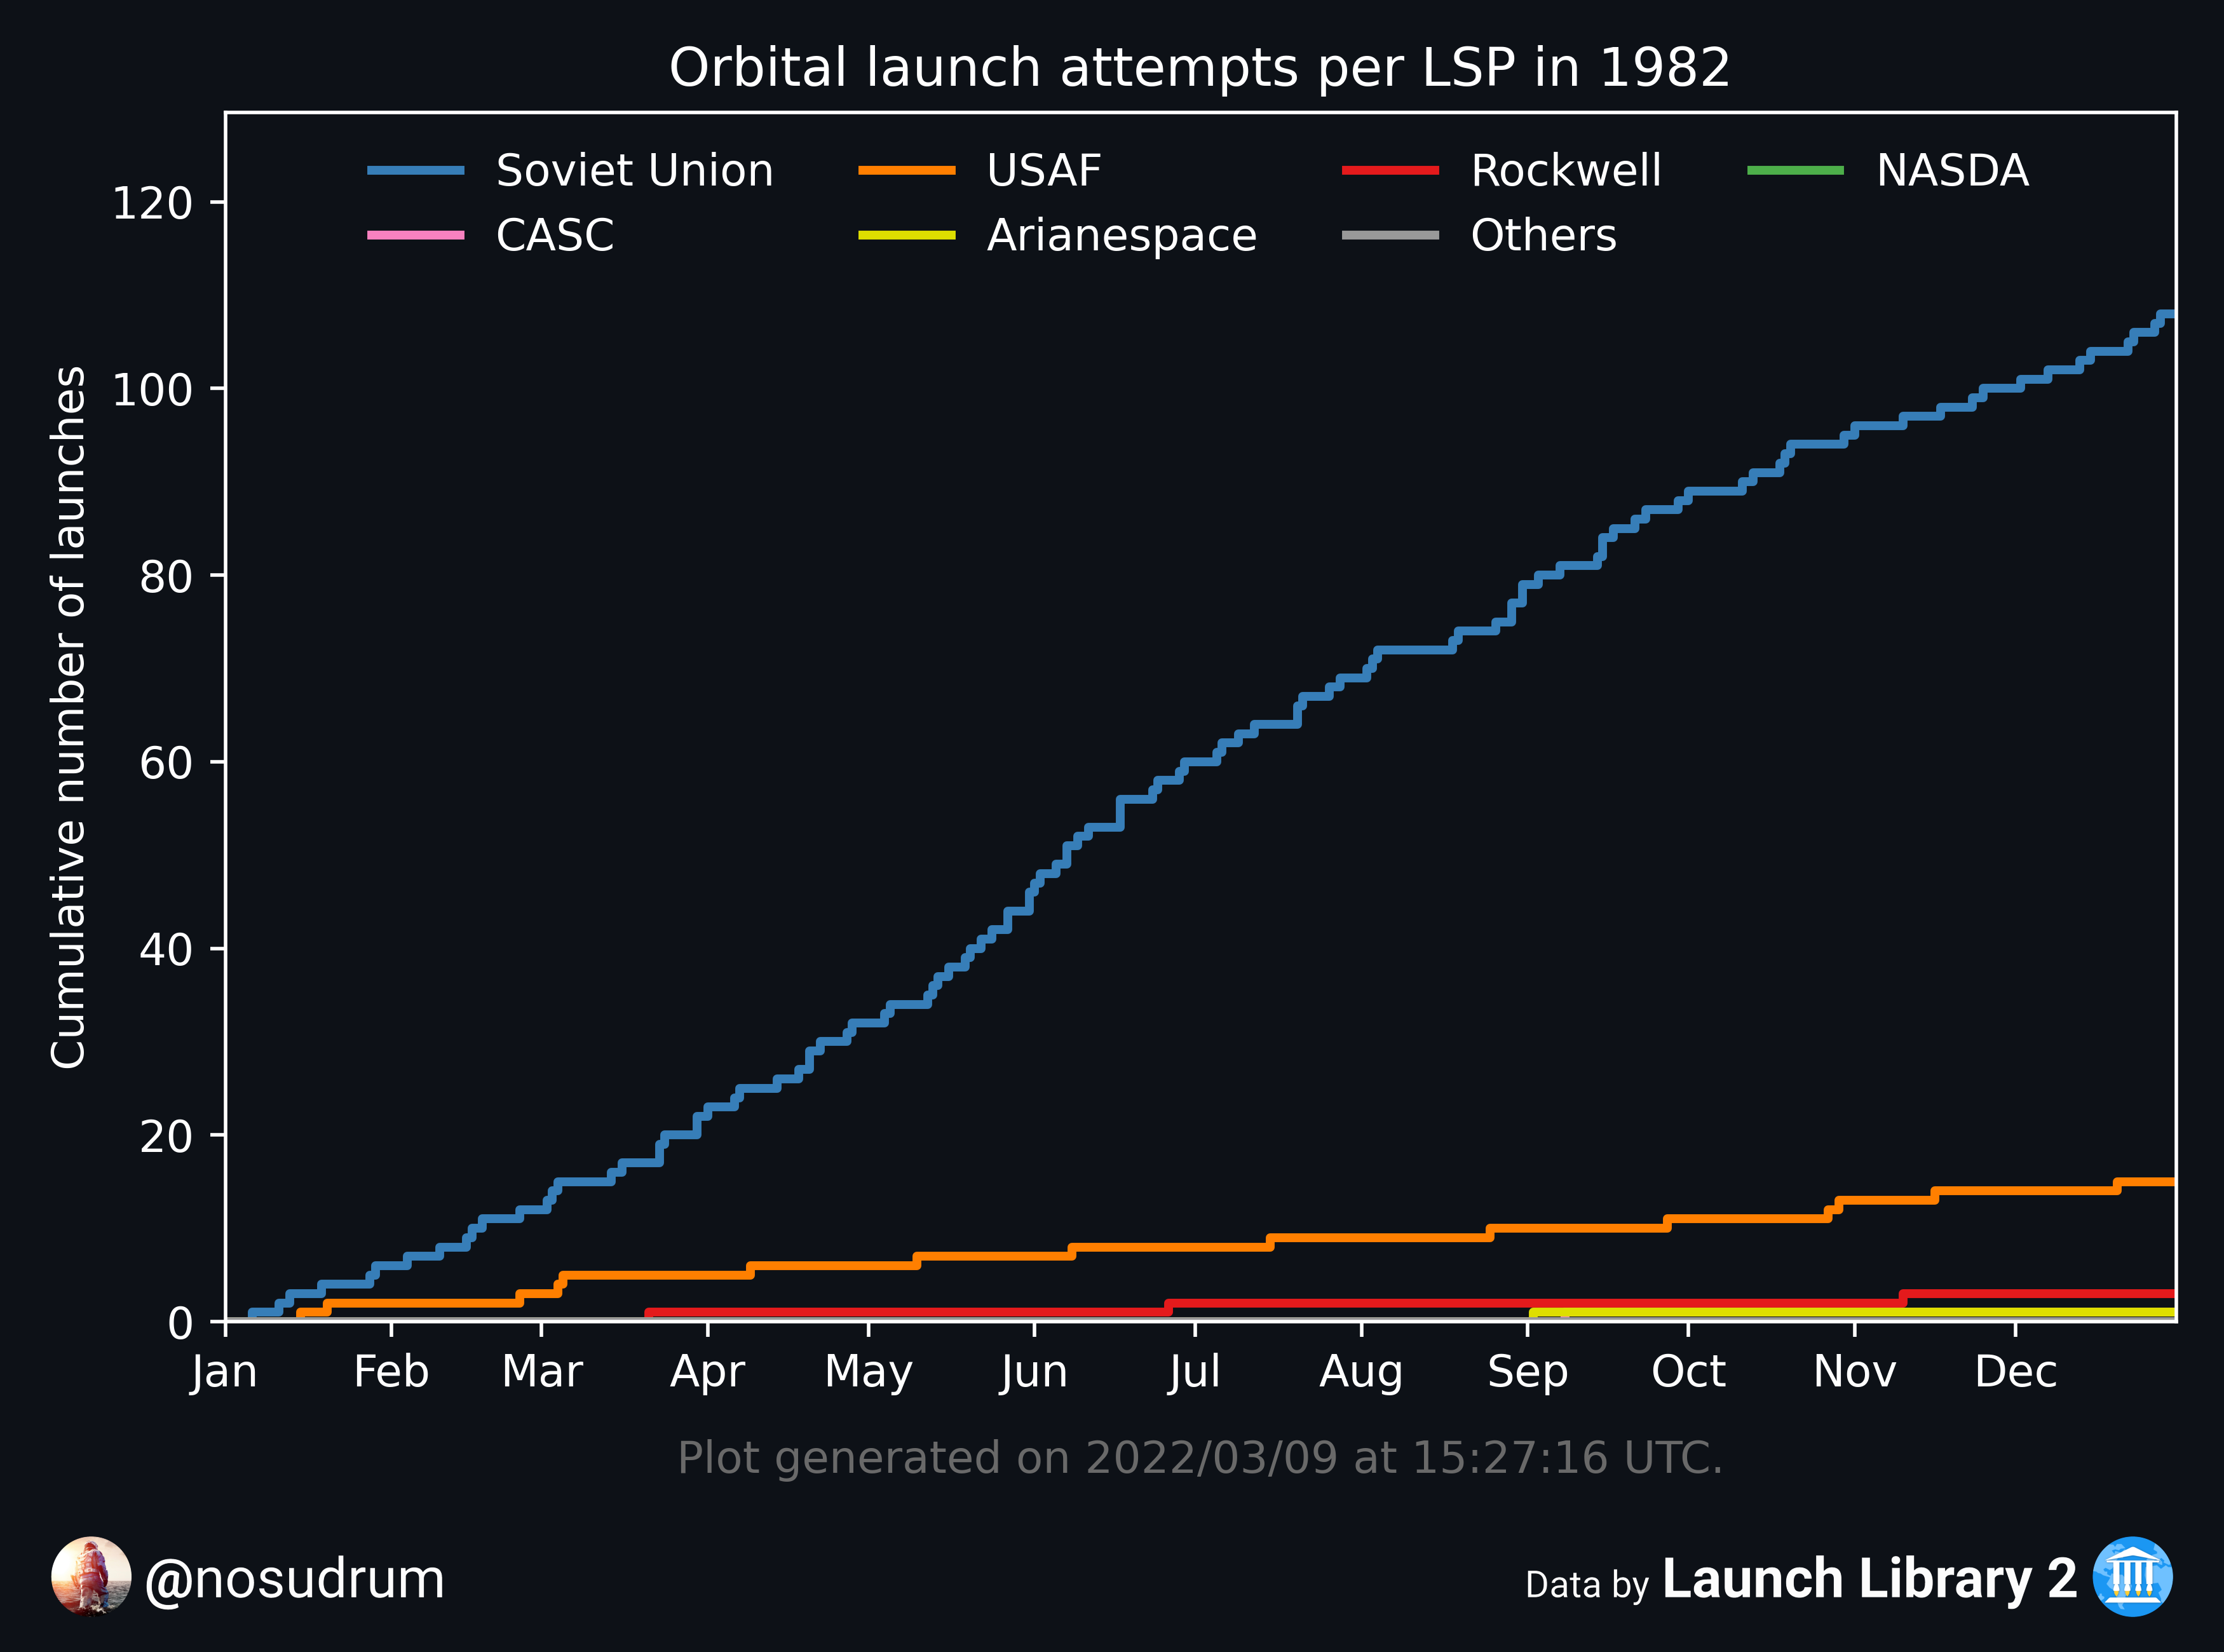 Orbital launch attempts per LSP in 1982
Soviet Union USAF Rockwell NASDA
CASC Arianespace Others
Cumulative number of launches
120
100
80
60
40
20
0
Jan Feb Mar Apr May Jun Jul Aug Sep Oct Nov Dec
Plot generated on 2022/03/09 at 15:27:16 UTC.
@nosudrum Data by Launch Library 2